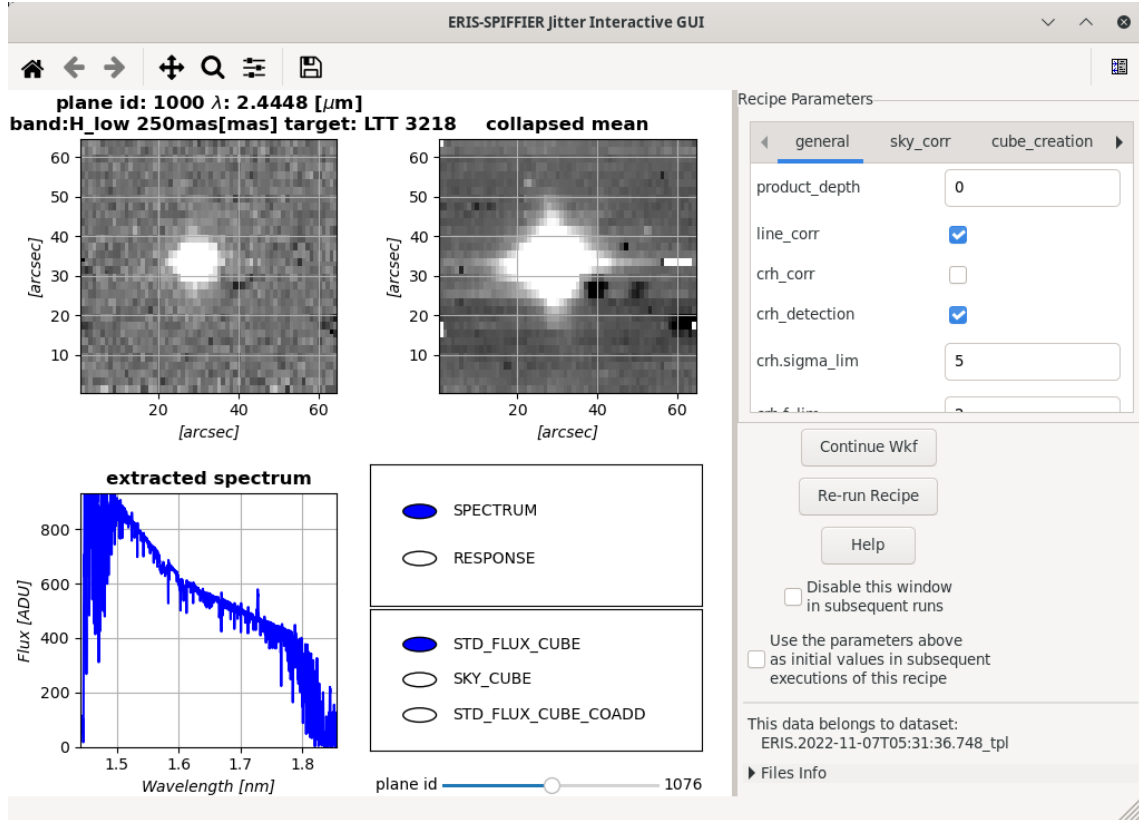 ERIS-SPIFFIER Jitter Interactive GUI
plane id: 1000 λ: 2.4448 [μm]
band:H_low 250mas[mas] target: LTT 3218
collapsed mean
60
50
40
30
20
10
[arcsec]
20 40 60
[arcsec]
60
50
40
30
20
10
[arcsec]
20 40 60
[arcsec]
extracted spectrum
800
600
400
200
0
Flux [ADU]
1.5 1.6 1.7 1.8
Wavelength [nm]
SPECTRUM
RESPONSE
STD_FLUX_CUBE
SKY_CUBE
STD_FLUX_CUBE_COADD
plane id 1076
Recipe Parameters
general sky_corr cube_creation
product_depth 0
line_corr
crh_corr
crh_detection
crh.sigma_lim 5
Continue Wkf
Re-run Recipe
Help
Disable this window
in subsequent runs
Use the parameters above
as initial values in subsequent
executions of this recipe
This data belongs to dataset:
ERIS.2022-11-07T05:31:36.748_tpl
Files Info